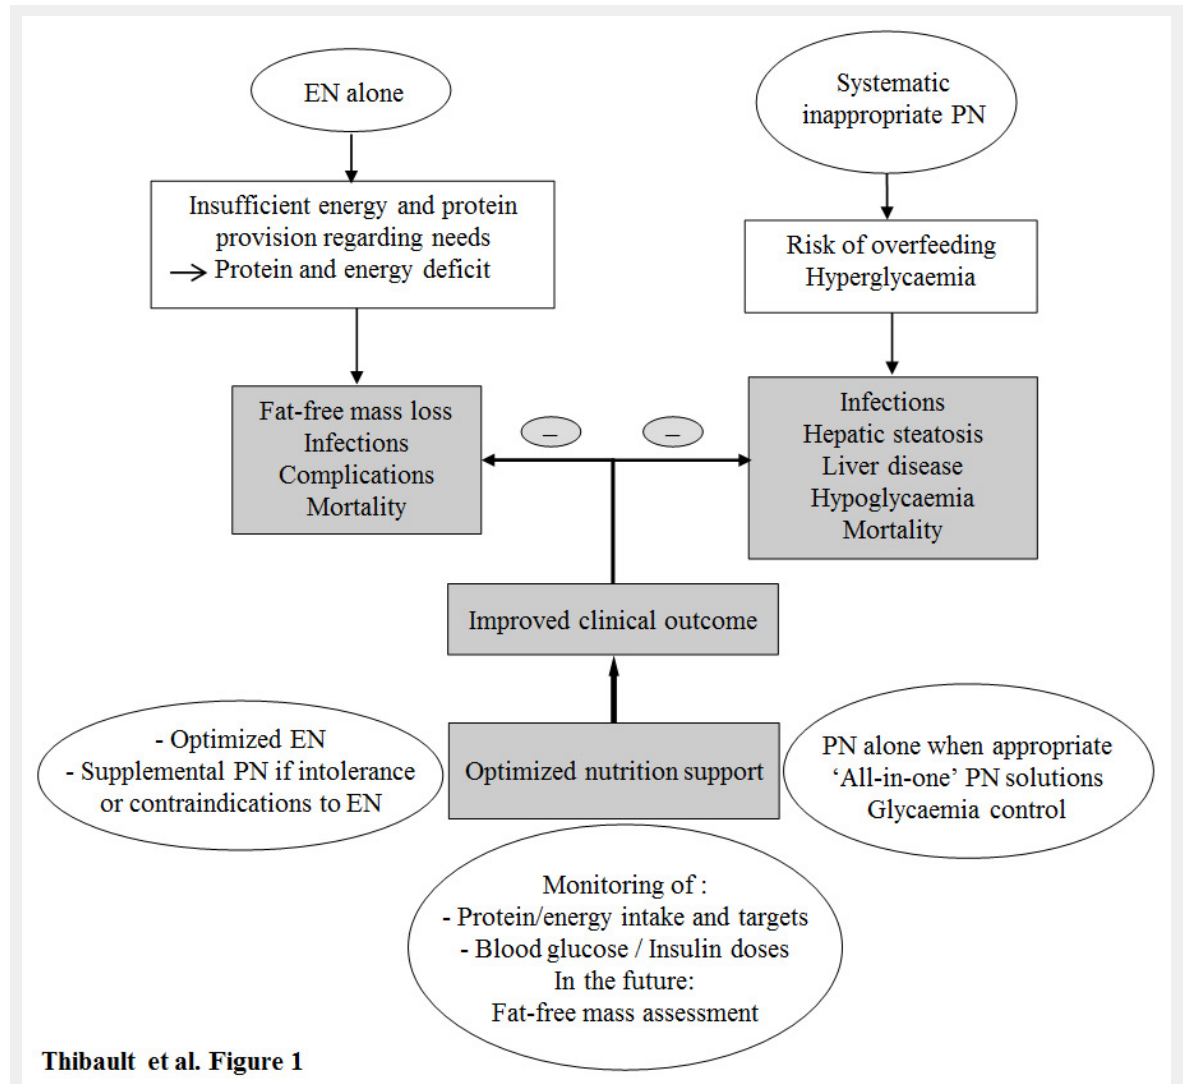 EN alone
Systematic
inappropriate PN
Insufficient energy and protein
provision regarding needs
→ Protein and energy deficit
Risk of overfeeding
Hyperglycaemia
Fat-free mass loss
Infections
Complications
Mortality
–
–
Infections
Hepatic steatosis
Liver disease
Hypoglycaemia
Mortality
Improved clinical outcome
- Optimized EN
- Supplemental PN if intolerance
or contraindications to EN
Optimized nutrition support
PN alone when appropriate
‘All-in-one’ PN solutions
Glycaemia control
Monitoring of :
- Protein/energy intake and targets
- Blood glucose / Insulin doses
In the future:
Fat-free mass assessment
Thibault et al. Figure 1